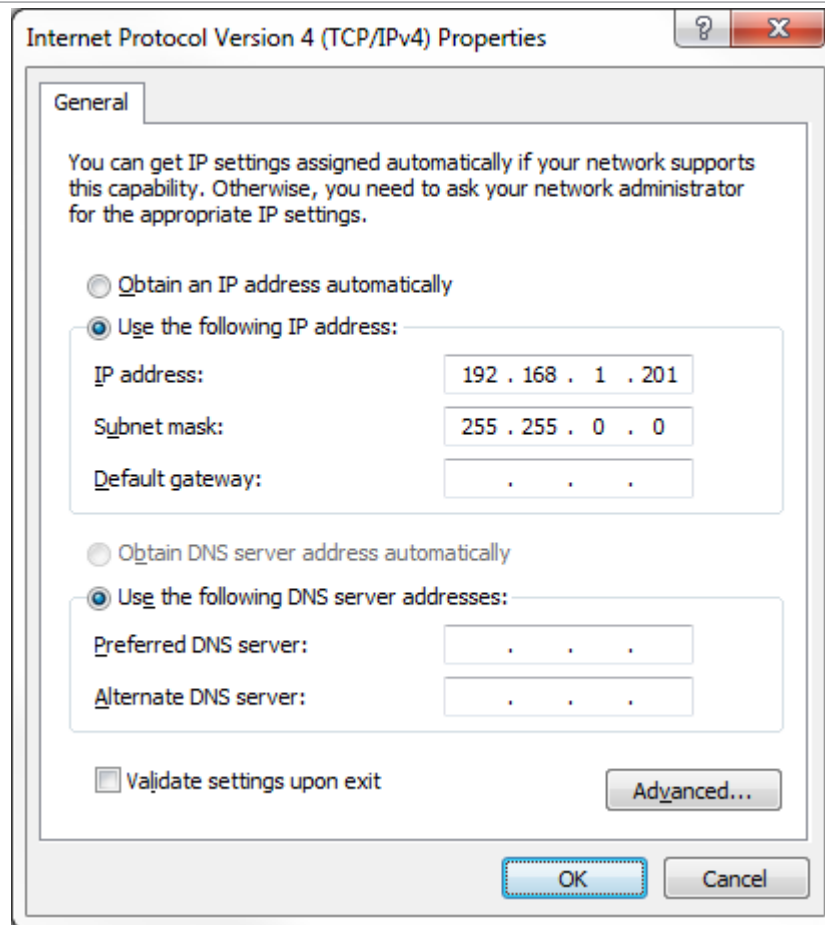 Internet Protocol Version 4 (TCP/IPv4) Properties
General
You can get IP settings assigned automatically if your network supports
this capability. Otherwise, you need to ask your network administrator
for the appropriate IP settings.
Obtain an IP address automatically
Use the following IP address:
IP address: 192 . 168 . 1 . 201
Subnet mask: 255 . 255 . 0 . 0
Default gateway: . . .
Obtain DNS server address automatically
Use the following DNS server addresses:
Preferred DNS server: . . .
Alternate DNS server: . . .
Validate settings upon exit
Advanced...
OK Cancel